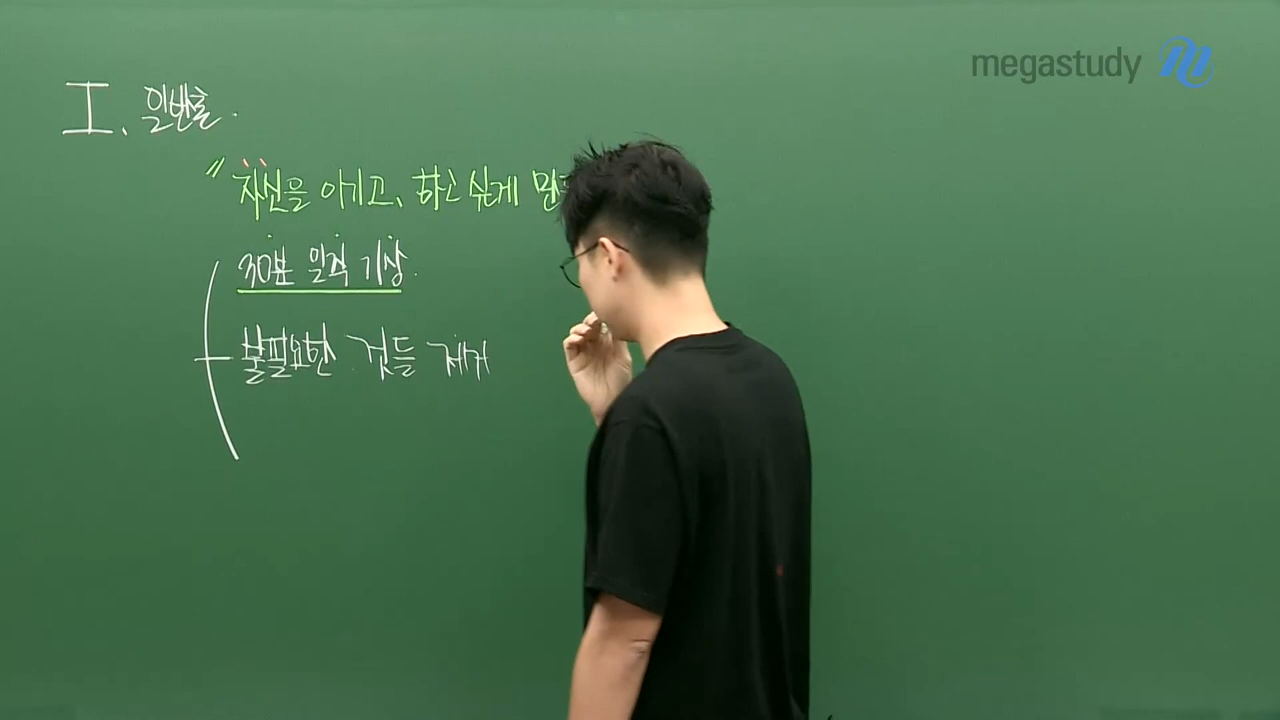 megastudy
I. 일반론.
" 자신을 아끼고, 하고 싶게 만
30분 일찍 기상.
불필요한 것들 제거